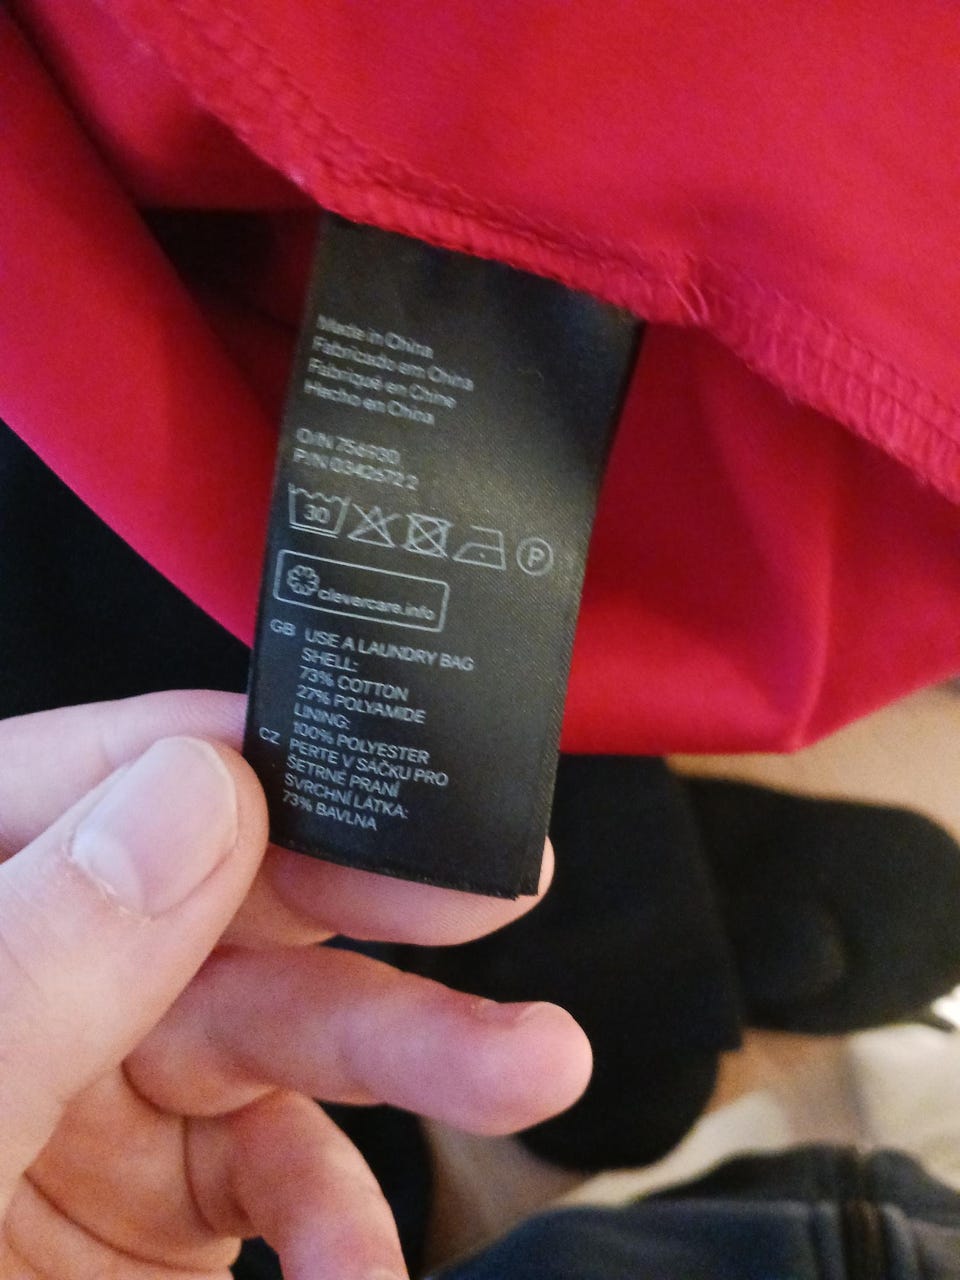 Made in China
Fabricado em China
Fabriqué en Chine
Hecho en China
O/N 756930
P/N 0342672 2
30
P
clevercare.info
GB USE A LAUNDRY BAG
SHELL:
73% COTTON
27% POLYAMIDE
LINING:
100% POLYESTER
CZ PERTE V SÁČKU PRO
ŠETRNÉ PRANÍ
SVRCHNÍ LÁTKA:
73% BAVLNA